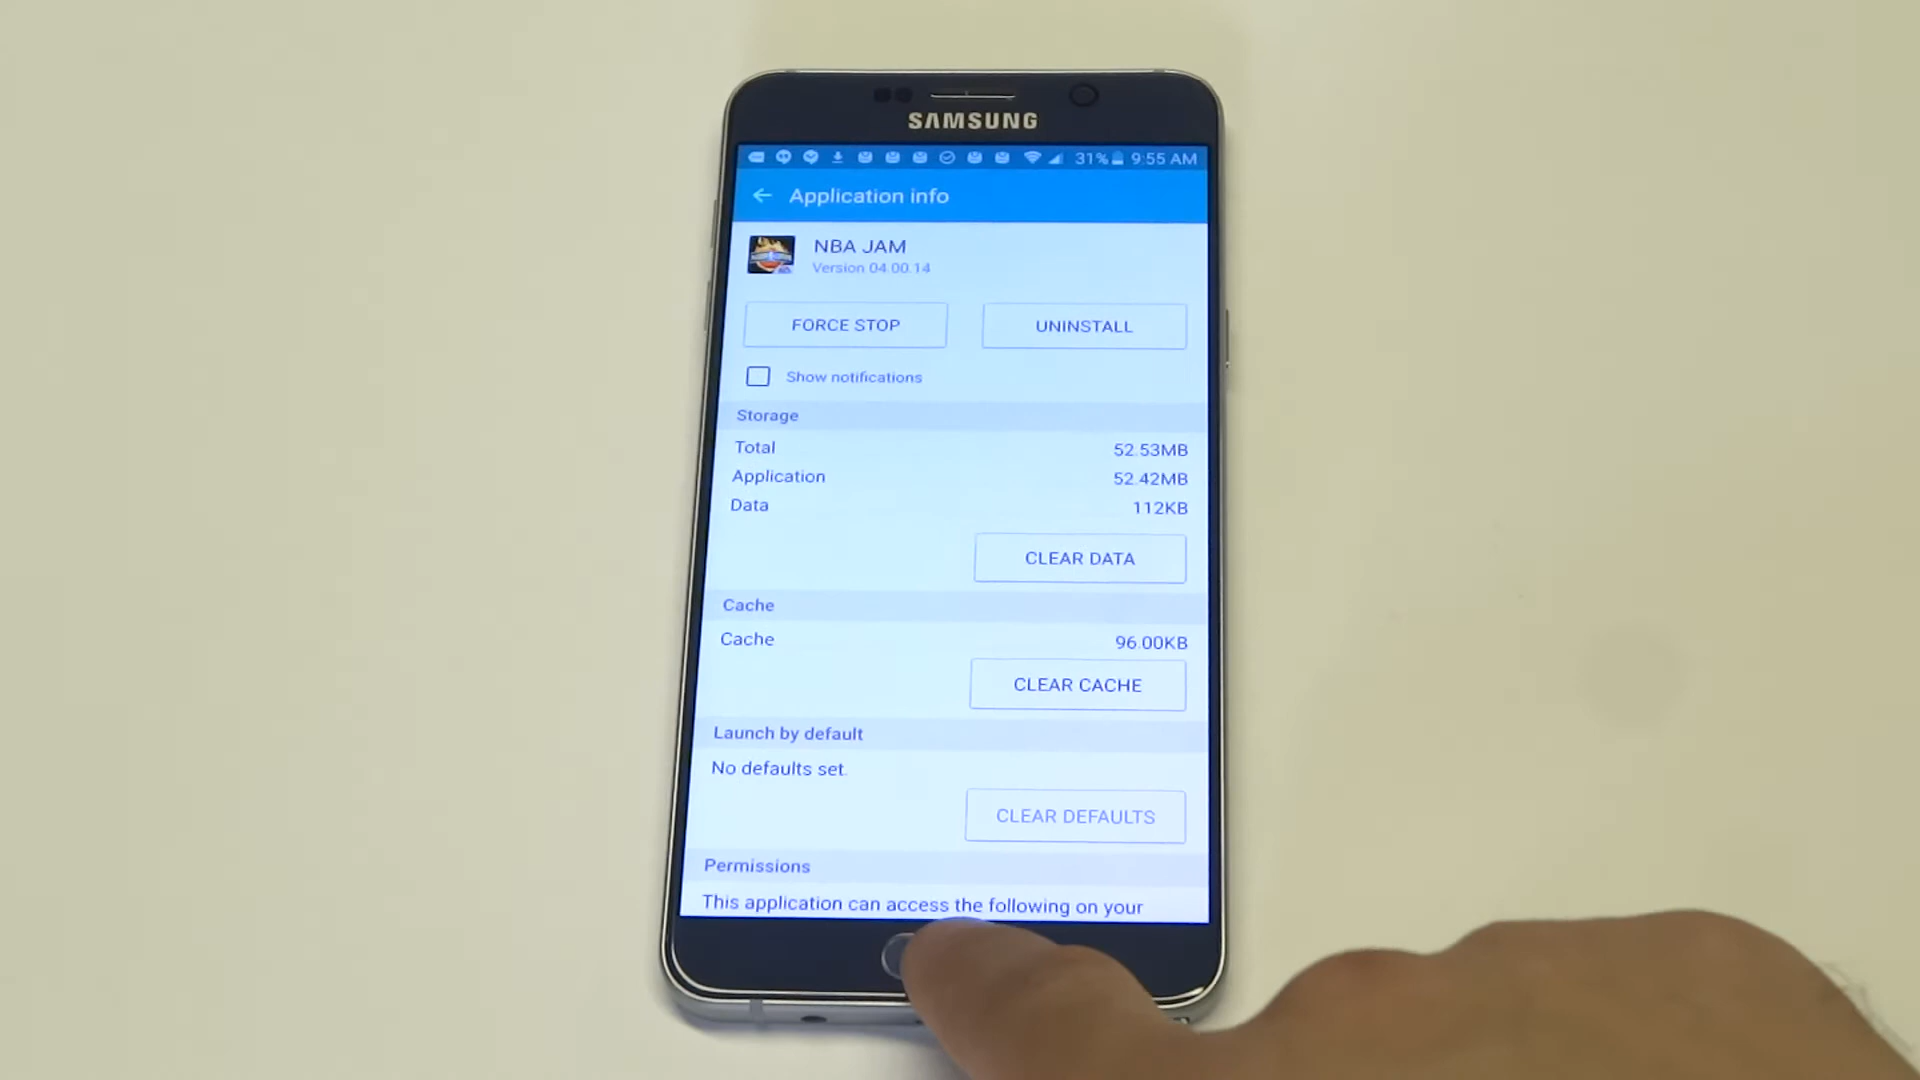 SAMSUNG
31% 9:55 AM
Application info
NBA JAM
Version 04.00.14
FORCE STOP
UNINSTALL
Show notifications
Storage
Total 52.53MB
Application 52.42MB
Data 112KB
CLEAR DATA
Cache
Cache 96.00KB
CLEAR CACHE
Launch by default
No defaults set.
CLEAR DEFAULTS
Permissions
This application can access the following on your